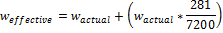 w_effective = w_actual + (w_actual * 281/7200)